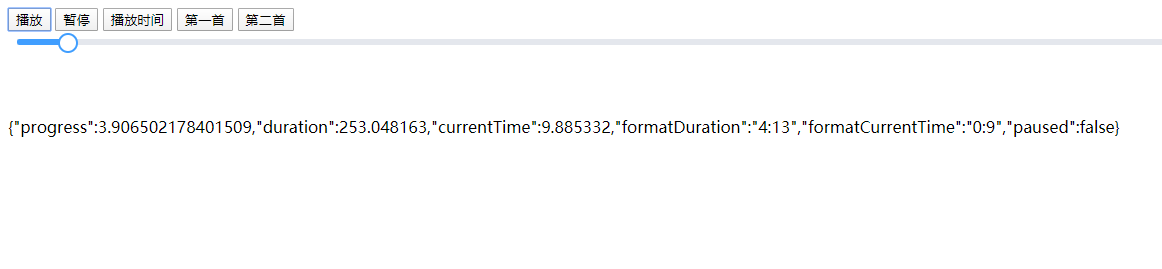 播放 暂停 播放时间 第一首 第二首
{"progress":3.906502178401509,"duration":253.048163,"currentTime":9.885332,"formatDuration":"4:13","formatCurrentTime":"0:9","paused":false}